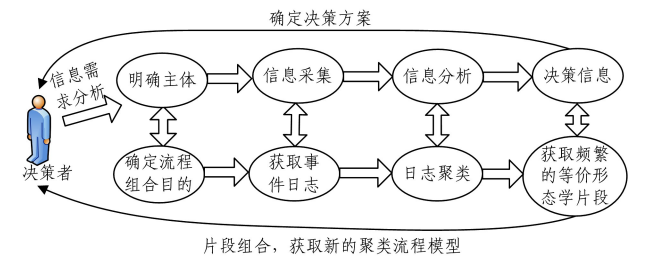 确定决策方案
信息需
求分析
明确主体
信息采集
信息分析
决策信息
决策者
确定流程
组合目的
获取事
件日志
日志聚类
获取频繁
的等价形
态学片段
片段组合，获取新的聚类流程模型